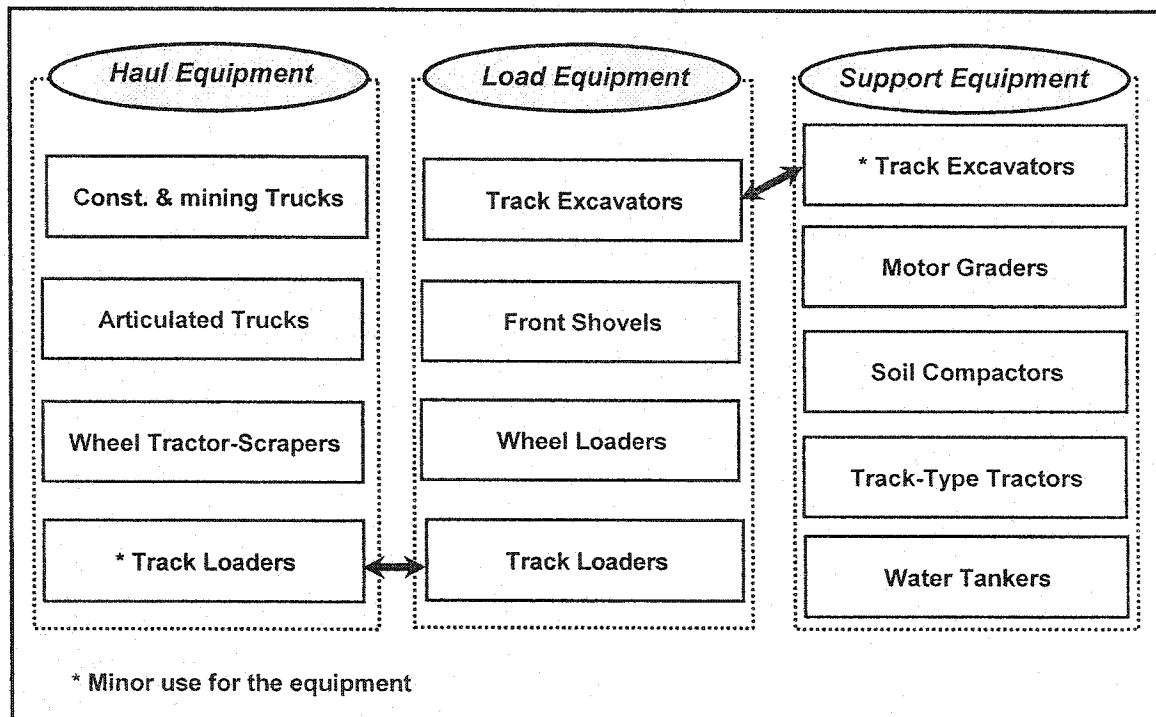 Haul Equipment
Const. & mining Trucks
Articulated Trucks
Wheel Tractor-Scrapers
* Track Loaders
Load Equipment
Track Excavators
Front Shovels
Wheel Loaders
Track Loaders
Support Equipment
* Track Excavators
Motor Graders
Soil Compactors
Track-Type Tractors
Water Tankers
* Minor use for the equipment